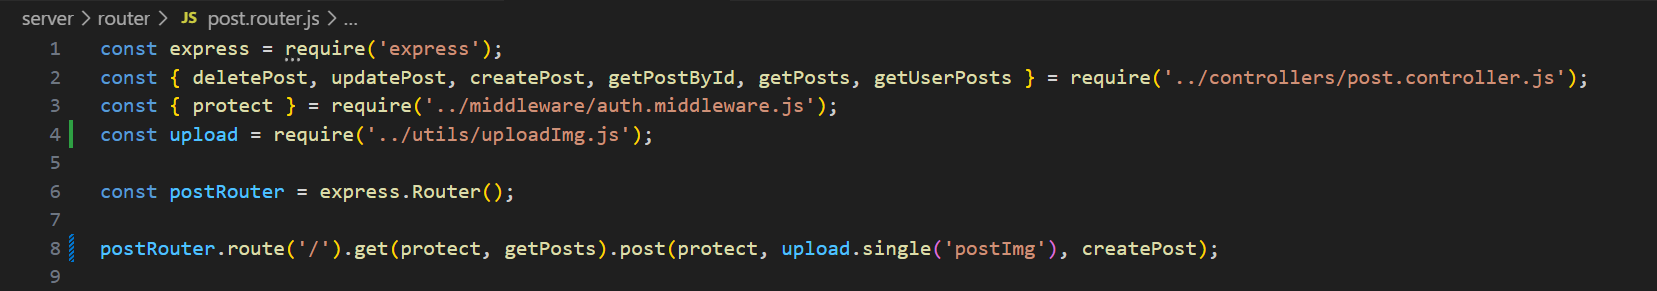 server > router > JS post.router.js > ...
1 const express = require('express');
2 const { deletePost, updatePost, createPost, getPostById, getPosts, getUserPosts } = require('../controllers/post.controller.js');
3 const { protect } = require('../middleware/auth.middleware.js');
4 const upload = require('../utils/uploadImg.js');
5
6 const postRouter = express.Router();
7
8 postRouter.route('/').get(protect, getPosts).post(protect, upload.single('postImg'), createPost);
9